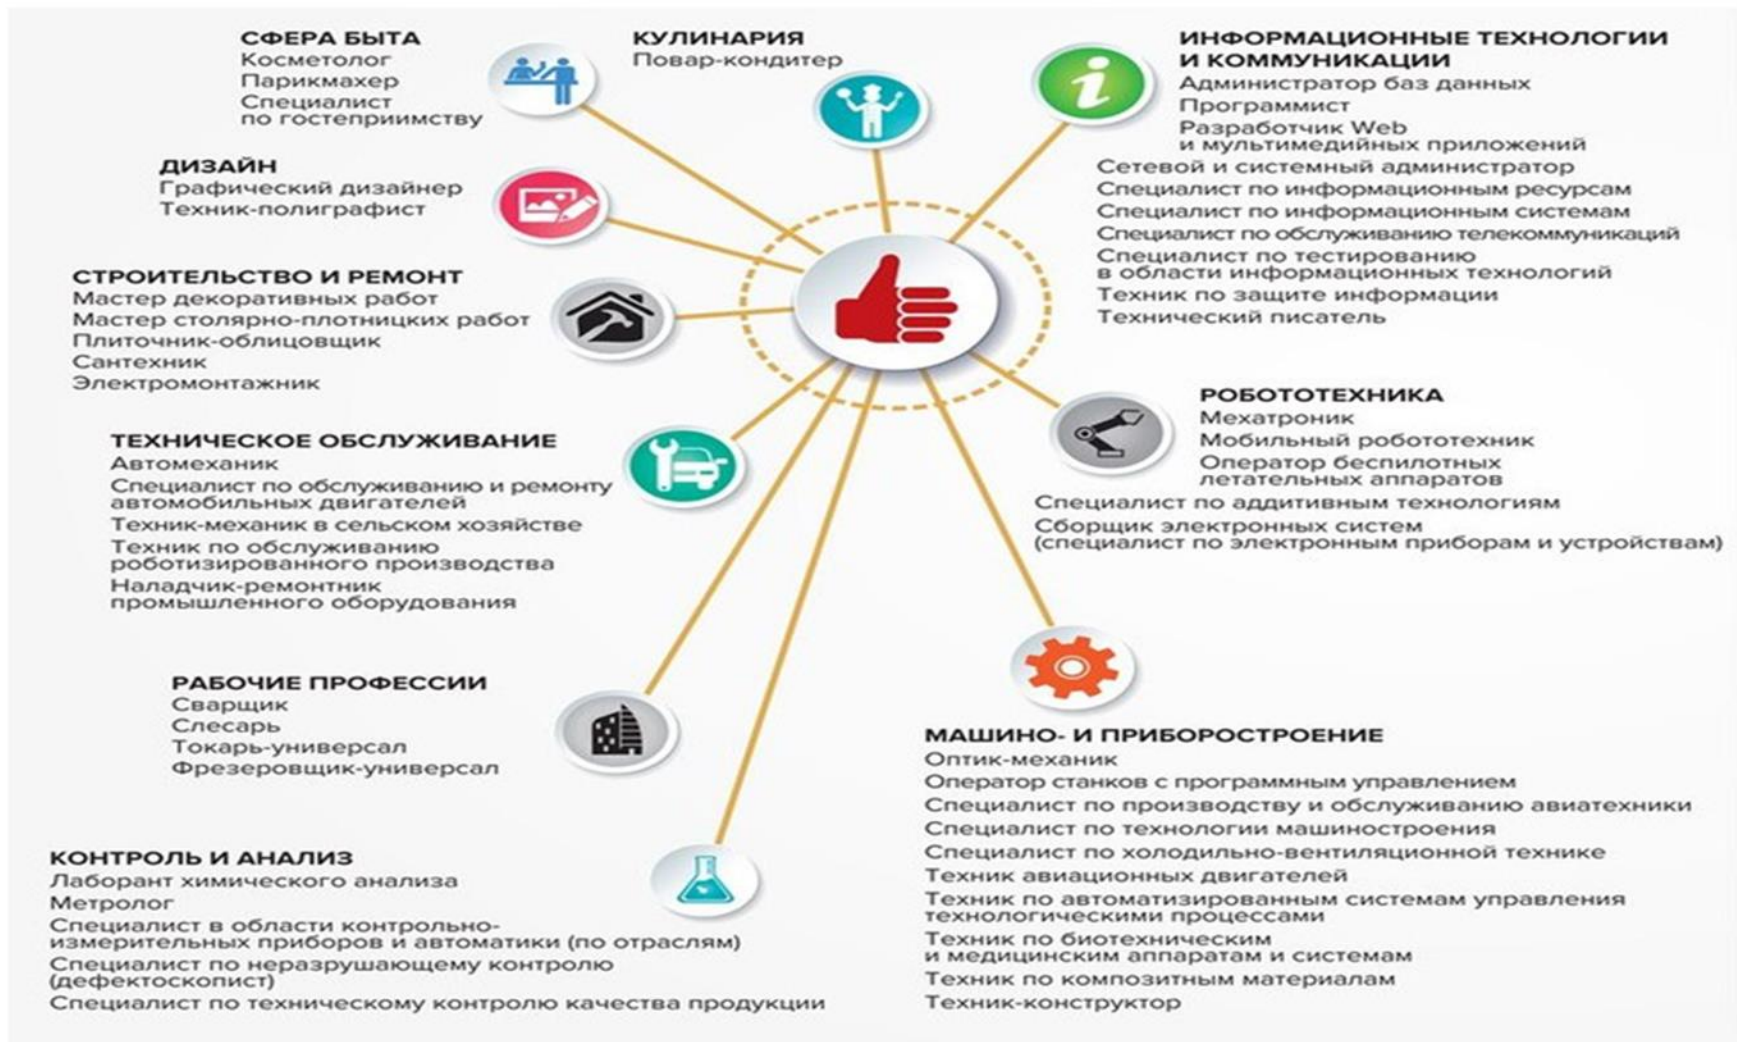 СФЕРА БЫТА
Косметолог
Парикмахер
Специалист
по гостеприимству
КУЛИНАРИЯ
Повар-кондитер
ИНФОРМАЦИОННЫЕ ТЕХНОЛОГИИ
И КОММУНИКАЦИИ
Администратор баз данных
Программист
Разработчик Web
и мультимедийных приложений
Сетевой и системный администратор
Специалист по информационным ресурсам
Специалист по информационным системам
Специалист по обслуживанию телекоммуникаций
Специалист по тестированию
в области информационных технологий
Техник по защите информации
Технический писатель
ДИЗАЙН
Графический дизайнер
Техник-полиграфист
СТРОИТЕЛЬСТВО И РЕМОНТ
Мастер декоративных работ
Мастер столярно-плотницких работ
Плиточник-облицовщик
Сантехник
Электромонтажник
РОБОТОТЕХНИКА
Мехатроник
Мобильный робототехник
Оператор беспилотных
летательных аппаратов
Специалист по аддитивным технологиям
Сборщик электронных систем
(специалист по электронным приборам и устройствам)
ТЕХНИЧЕСКОЕ ОБСЛУЖИВАНИЕ
Автомеханик
Специалист по обслуживанию и ремонту
автомобильных двигателей
Техник-механик в сельском хозяйстве
Техник по обслуживанию
роботизированного производства
Наладчик-ремонтник
промышленного оборудования
РАБОЧИЕ ПРОФЕССИИ
Сварщик
Слесарь
Токарь-универсал
Фрезеровщик-универсал
МАШИНО- И ПРИБОРОСТРОЕНИЕ
Оптик-механик
Оператор станков с программным управлением
Специалист по производству и обслуживанию авиатехники
Специалист по технологии машиностроения
Специалист по холодильно-вентиляционной технике
Техник авиационных двигателей
Техник по автоматизированным системам управления
технологическими процессами
Техник по биотехническим
и медицинским аппаратам и системам
Техник по композитным материалам
Техник-конструктор
КОНТРОЛЬ И АНАЛИЗ
Лаборант химического анализа
Метролог
Специалист в области контрольно-
измерительных приборов и автоматики (по отраслям)
Специалист по неразрушающему контролю
(дефектоскопист)
Специалист по техническому контролю качества продукции